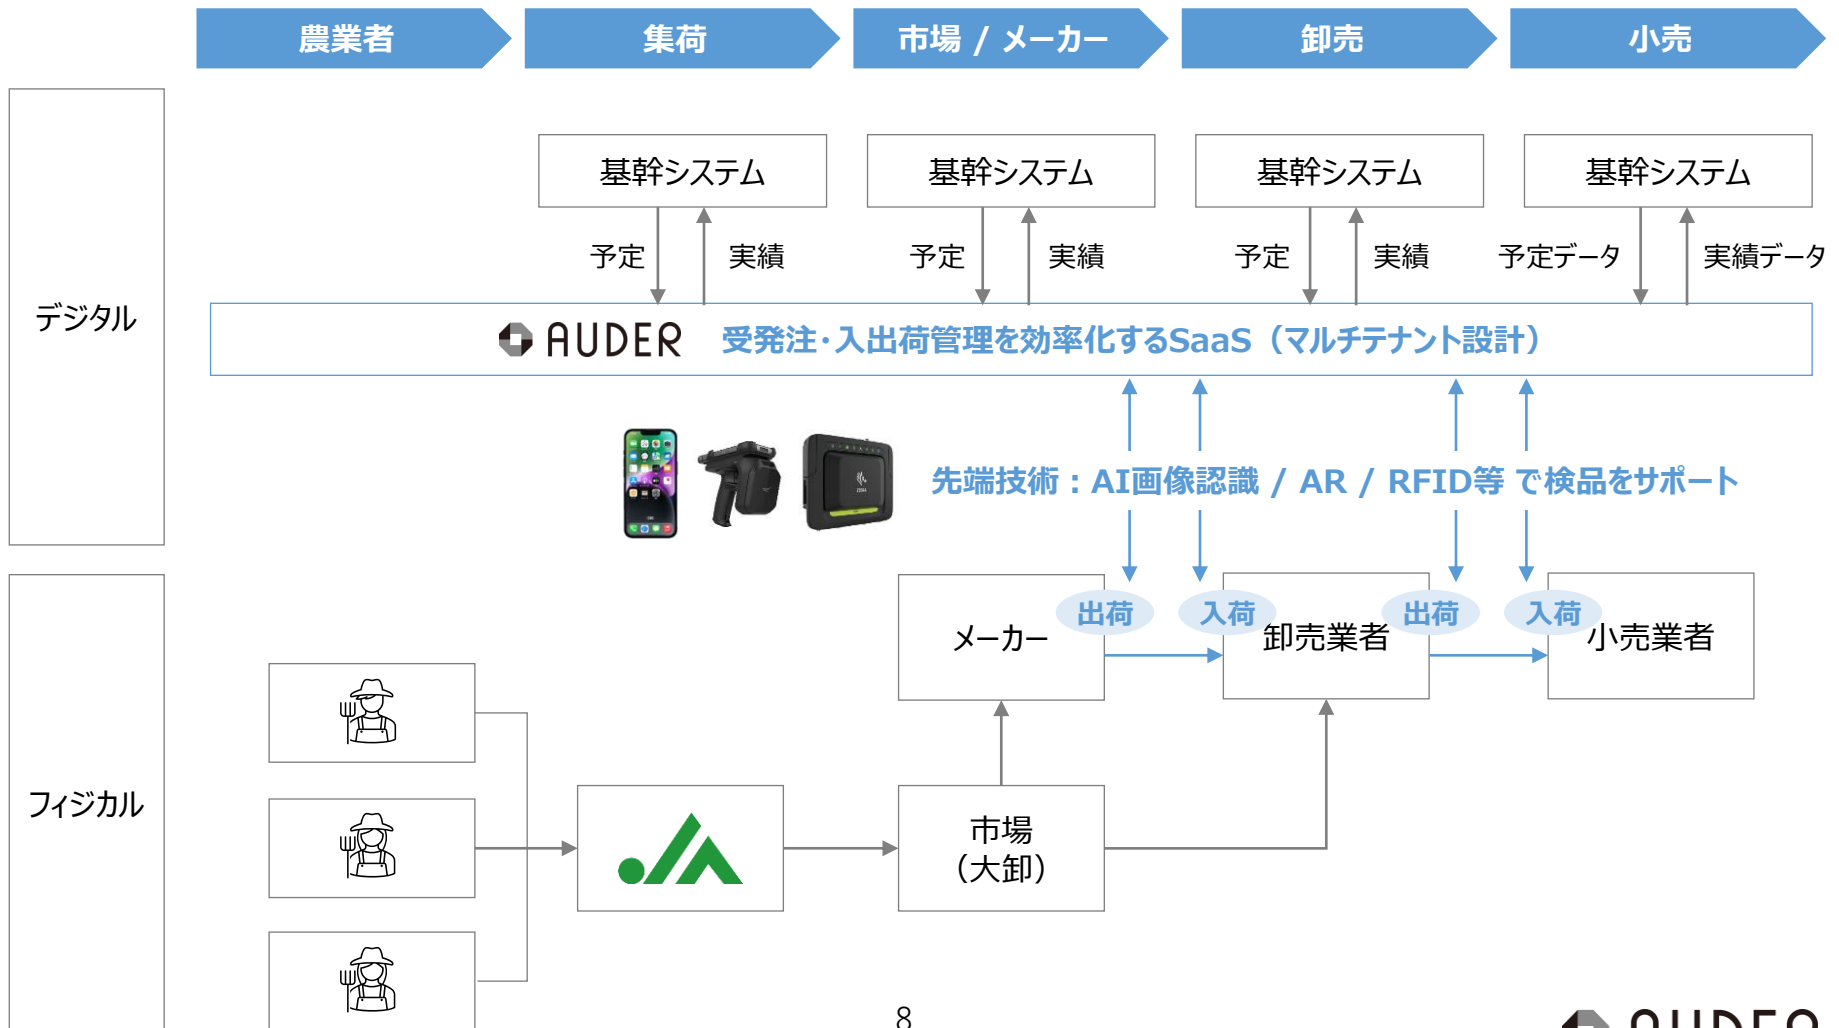 農業者
集荷
市場 / メーカー
卸売
小売
デジタル
基幹システム
基幹システム
基幹システム
基幹システム
予定
実績
予定
実績
予定
実績
予定データ
実績データ
AUDER 受発注・入出荷管理を効率化するSaaS（マルチテナント設計）
先端技術：AI画像認識 / AR / RFID等 で検品をサポート
フィジカル
メーカー
出荷
入荷
卸売業者
出荷
入荷
小売業者
市場
（大卸）
8
AUDER